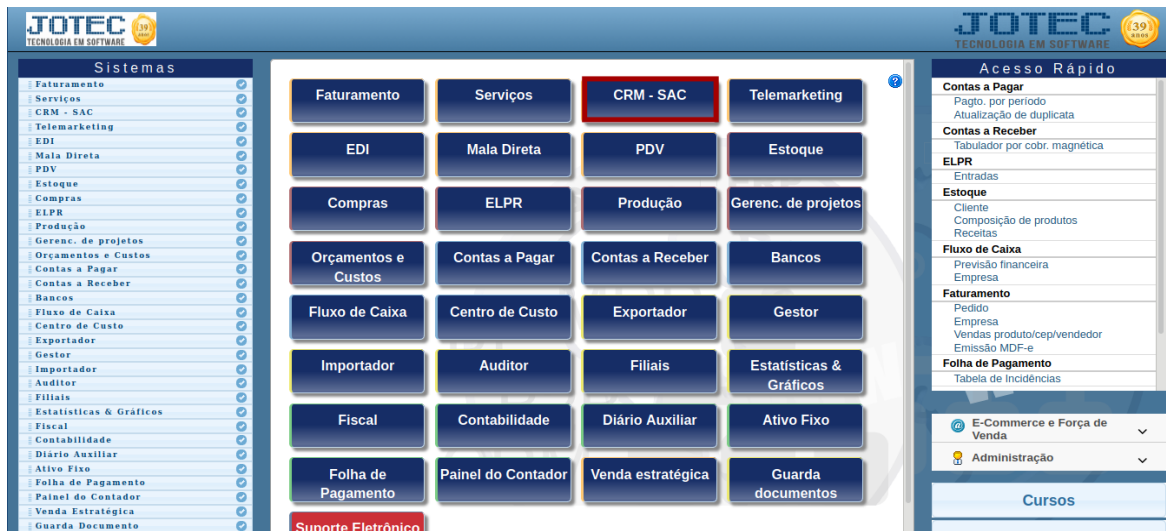 JOTEC 39 anos
TECNOLOGIA EM SOFTWARE
JOTEC 39 anos
TECNOLOGIA EM SOFTWARE
Sistemas
Faturamento
Serviços
CRM - SAC
Telemarketing
EDI
Mala Direta
PDV
Estoque
Compras
ELPR
Produção
Gerenc. de projetos
Orçamentos e Custos
Contas a Pagar
Contas a Receber
Bancos
Fluxo de Caixa
Centro de Custo
Exportador
Gestor
Importador
Auditor
Filiais
Estatísticas & Gráficos
Fiscal
Contabilidade
Diário Auxiliar
Ativo Fixo
Folha de Pagamento
Painel do Contador
Venda Estratégica
Guarda Documento
Faturamento
Serviços
CRM - SAC
Telemarketing
EDI
Mala Direta
PDV
Estoque
Compras
ELPR
Produção
Gerenc. de projetos
Orçamentos e
Custos
Contas a Pagar
Contas a Receber
Bancos
Fluxo de Caixa
Centro de Custo
Exportador
Gestor
Importador
Auditor
Filiais
Estatísticas &
Gráficos
Fiscal
Contabilidade
Diário Auxiliar
Ativo Fixo
Folha de
Pagamento
Painel do Contador
Venda estratégica
Guarda
documentos
Suporte Eletrônico
?
Acesso Rápido
Contas a Pagar
Pagto. por período
Atualização de duplicata
Contas a Receber
Tabulador por cobr. magnética
ELPR
Entradas
Estoque
Cliente
Composição de produtos
Receitas
Fluxo de Caixa
Previsão financeira
Empresa
Faturamento
Pedido
Empresa
Vendas produto/cep/vendedor
Emissão MDF-e
Folha de Pagamento
Tabela de Incidências
@ E-Commerce e Força de
Venda
Administração
Cursos